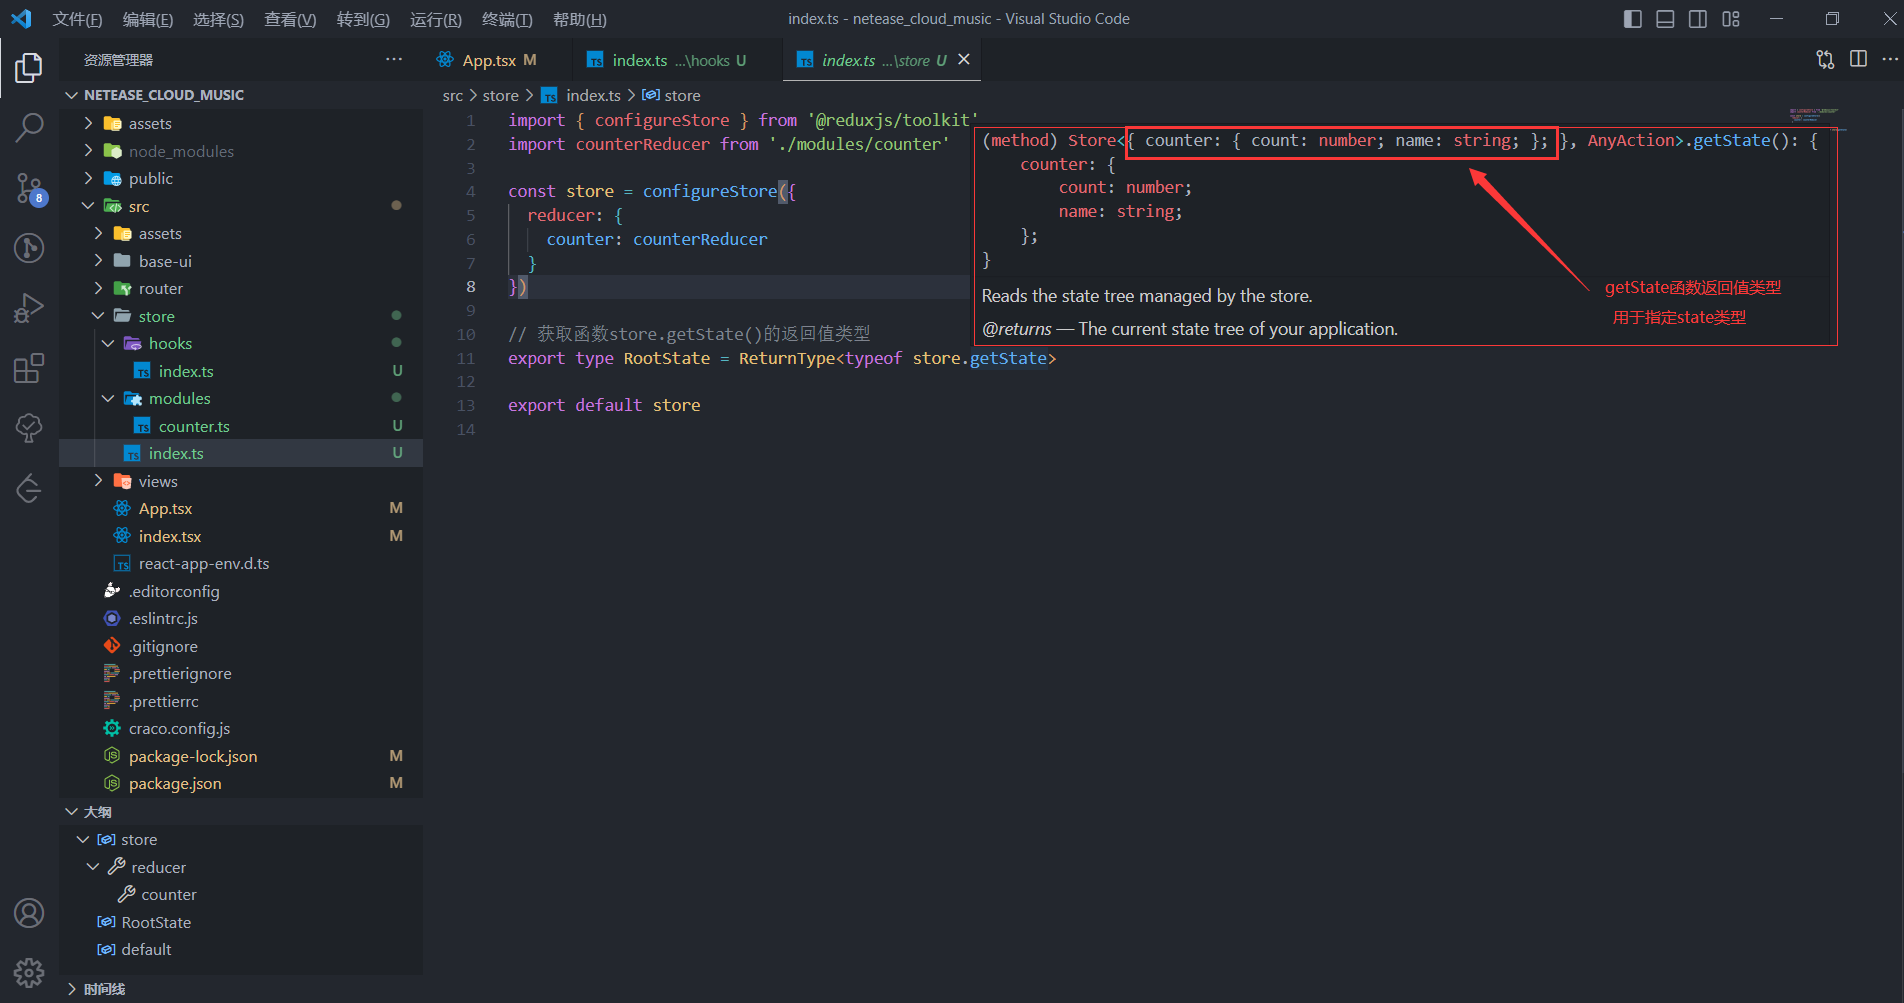 文件(F) 编辑(E) 选择(S) 查看(V) 转到(G) 运行(R) 终端(T) 帮助(H)
index.ts - netease_cloud_music - Visual Studio Code
资源管理器
NETEASE_CLOUD_MUSIC
assets
node_modules
public
src
assets
base-ui
router
store
hooks
index.ts U
modules
counter.ts U
index.ts U
views
App.tsx M
index.tsx M
react-app-env.d.ts
.editorconfig
.eslintrc.js
.gitignore
.prettierignore
.prettierrc
craco.config.js
package-lock.json M
package.json M
大纲
store
reducer
counter
RootState
default
时间线
8
App.tsx M
index.ts ...\hooks U
index.ts ...\store U
src > store > index.ts > store
1 import { configureStore } from '@reduxjs/toolkit'
2 import counterReducer from './modules/counter'
3
4 const store = configureStore({
5 reducer: {
6 counter: counterReducer
7 }
8 })
9
10 // 获取函数store.getState()的返回值类型
11 export type RootState = ReturnType<typeof store.getState>
12
13 export default store
14
(method) Store<{ counter: { count: number; name: string; }; }, AnyAction>.getState(): {
counter: {
count: number;
name: string;
};
}
Reads the state tree managed by the store.
@returns — The current state tree of your application.
getState函数返回值类型
用于指定state类型